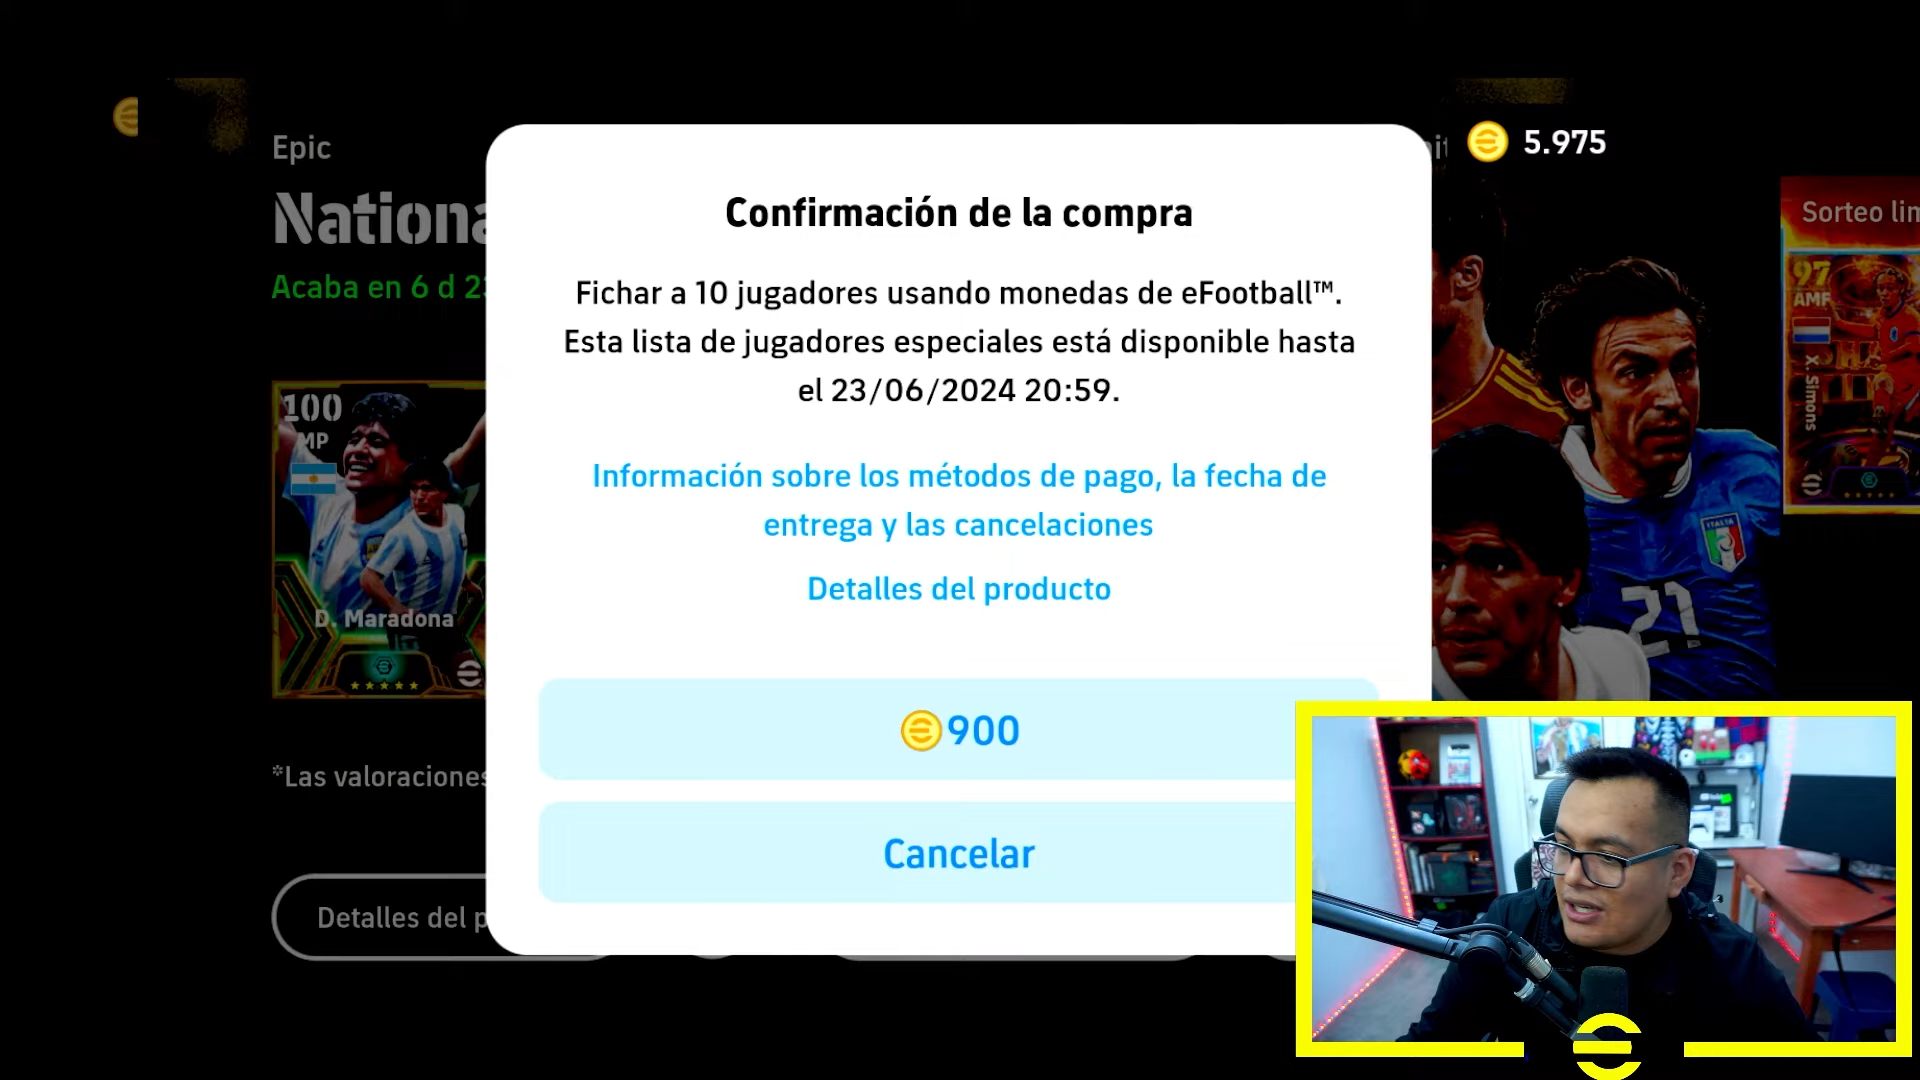 Epic
Nationa
Acaba en 6 d 23
100
MP
D. Maradona
*Las valoraciones
Detalles del p
5.975
Confirmación de la compra
Fichar a 10 jugadores usando monedas de eFootball™.
Esta lista de jugadores especiales está disponible hasta
el 23/06/2024 20:59.
Información sobre los métodos de pago, la fecha de
entrega y las cancelaciones
Detalles del producto
900
Cancelar
Sorteo lim
97
AMF
X. Simons
ITALIA
21